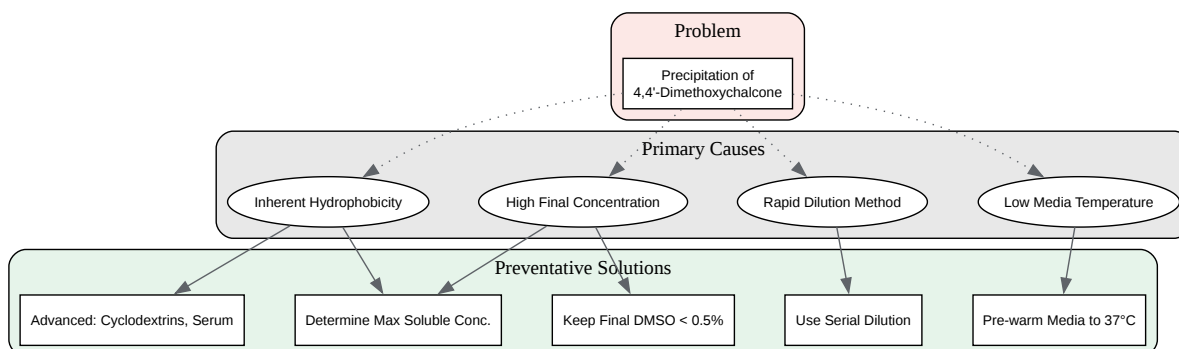 Problem
Precipitation of
4,4'-Dimethoxychalcone
Primary Causes
Inherent Hydrophobicity
High Final Concentration
Rapid Dilution Method
Low Media Temperature
Preventative Solutions
Advanced: Cyclodextrins, Serum
Determine Max Soluble Conc.
Keep Final DMSO < 0.5%
Use Serial Dilution
Pre-warm Media to 37°C